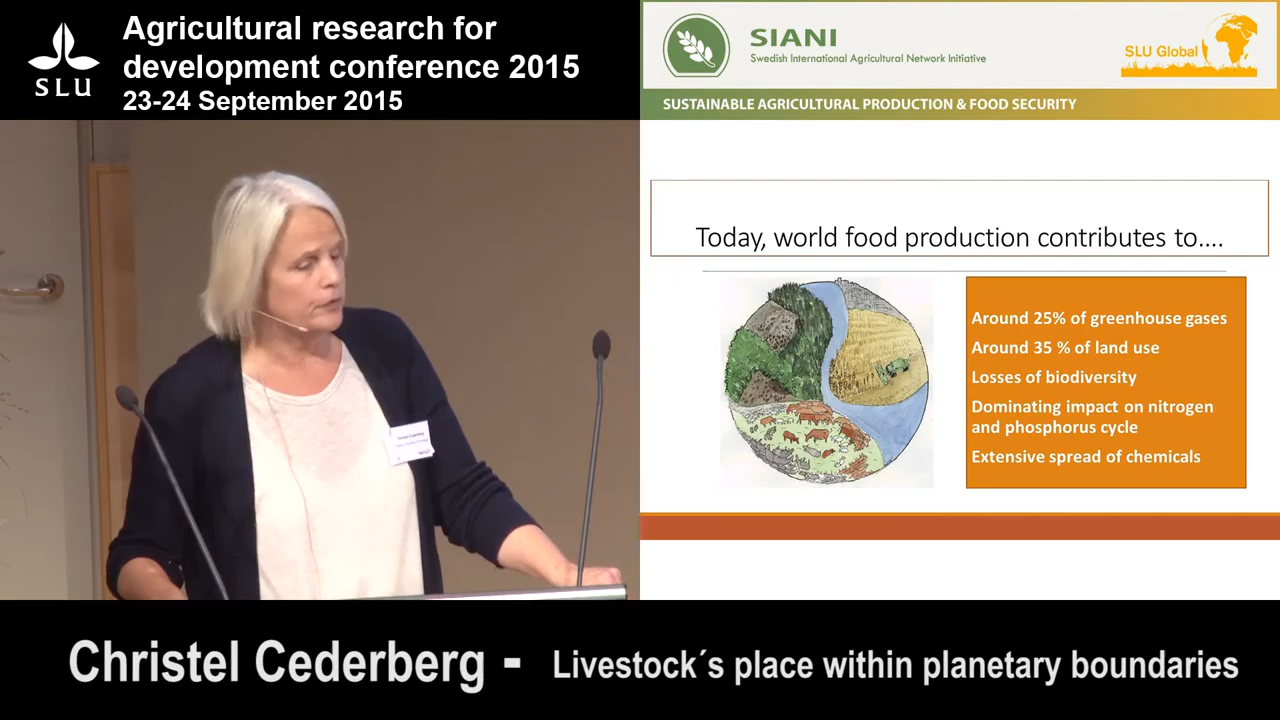 SLU
Agricultural research for
development conference 2015
23-24 September 2015
SIANI
Swedish International Agricultural Network Initiative
SLU Global
SUSTAINABLE AGRICULTURAL PRODUCTION & FOOD SECURITY
Today, world food production contributes to....
Around 25% of greenhouse gases
Around 35 % of land use
Losses of biodiversity
Dominating impact on nitrogen
and phosphorus cycle
Extensive spread of chemicals
Christel Cederberg
Christel Cederberg - Livestock´s place within planetary boundaries